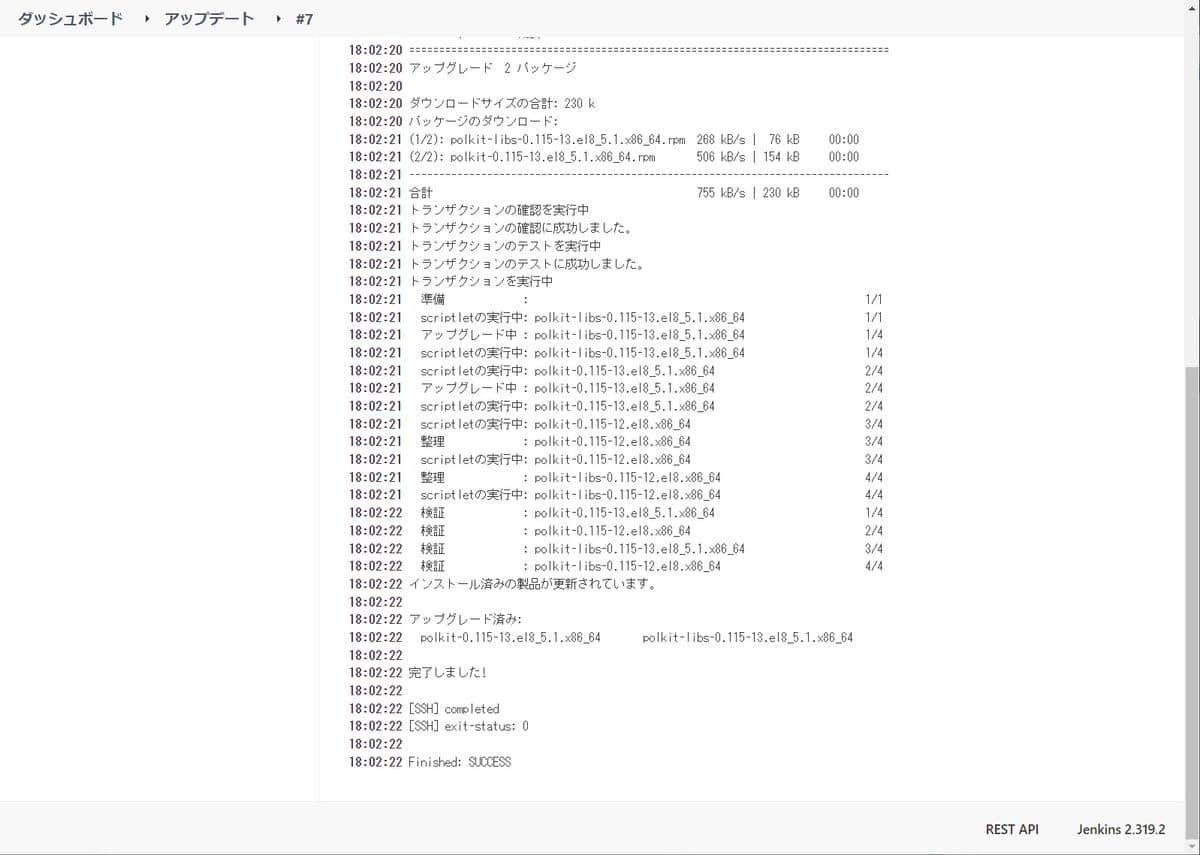 ダッシュボード ▸ アップデート ▸ #7
18:02:20 ================================================================================
18:02:20 アップグレード 2 パッケージ
18:02:20
18:02:20 ダウンロードサイズの合計: 230 k
18:02:20 パッケージのダウンロード:
18:02:21 (1/2): polkit-libs-0.115-13.el8_5.1.x86_64.rpm 268 kB/s | 76 kB 00:00
18:02:21 (2/2): polkit-0.115-13.el8_5.1.x86_64.rpm 506 kB/s | 154 kB 00:00
18:02:21 --------------------------------------------------------------------------------
18:02:21 合計 755 kB/s | 230 kB 00:00
18:02:21 トランザクションの確認を実行中
18:02:21 トランザクションの確認に成功しました。
18:02:21 トランザクションのテストを実行中
18:02:21 トランザクションのテストに成功しました。
18:02:21 トランザクションを実行中
18:02:21 準備 : 1/1
18:02:21 scriptletの実行中: polkit-libs-0.115-13.el8_5.1.x86_64 1/1
18:02:21 アップグレード中 : polkit-libs-0.115-13.el8_5.1.x86_64 1/4
18:02:21 scriptletの実行中: polkit-libs-0.115-13.el8_5.1.x86_64 1/4
18:02:21 scriptletの実行中: polkit-0.115-13.el8_5.1.x86_64 2/4
18:02:21 アップグレード中 : polkit-0.115-13.el8_5.1.x86_64 2/4
18:02:21 scriptletの実行中: polkit-0.115-13.el8_5.1.x86_64 2/4
18:02:21 scriptletの実行中: polkit-0.115-12.el8.x86_64 3/4
18:02:21 整理 : polkit-0.115-12.el8.x86_64 3/4
18:02:21 scriptletの実行中: polkit-0.115-12.el8.x86_64 3/4
18:02:21 整理 : polkit-libs-0.115-12.el8.x86_64 4/4
18:02:21 scriptletの実行中: polkit-libs-0.115-12.el8.x86_64 4/4
18:02:22 検証 : polkit-0.115-13.el8_5.1.x86_64 1/4
18:02:22 検証 : polkit-0.115-12.el8.x86_64 2/4
18:02:22 検証 : polkit-libs-0.115-13.el8_5.1.x86_64 3/4
18:02:22 検証 : polkit-libs-0.115-12.el8.x86_64 4/4
18:02:22 インストール済みの製品が更新されています。
18:02:22
18:02:22 アップグレード済み:
18:02:22 polkit-0.115-13.el8_5.1.x86_64 polkit-libs-0.115-13.el8_5.1.x86_64
18:02:22
18:02:22 完了しました!
18:02:22
18:02:22 [SSH] completed
18:02:22 [SSH] exit-status: 0
18:02:22
18:02:22 Finished: SUCCESS
REST API Jenkins 2.319.2